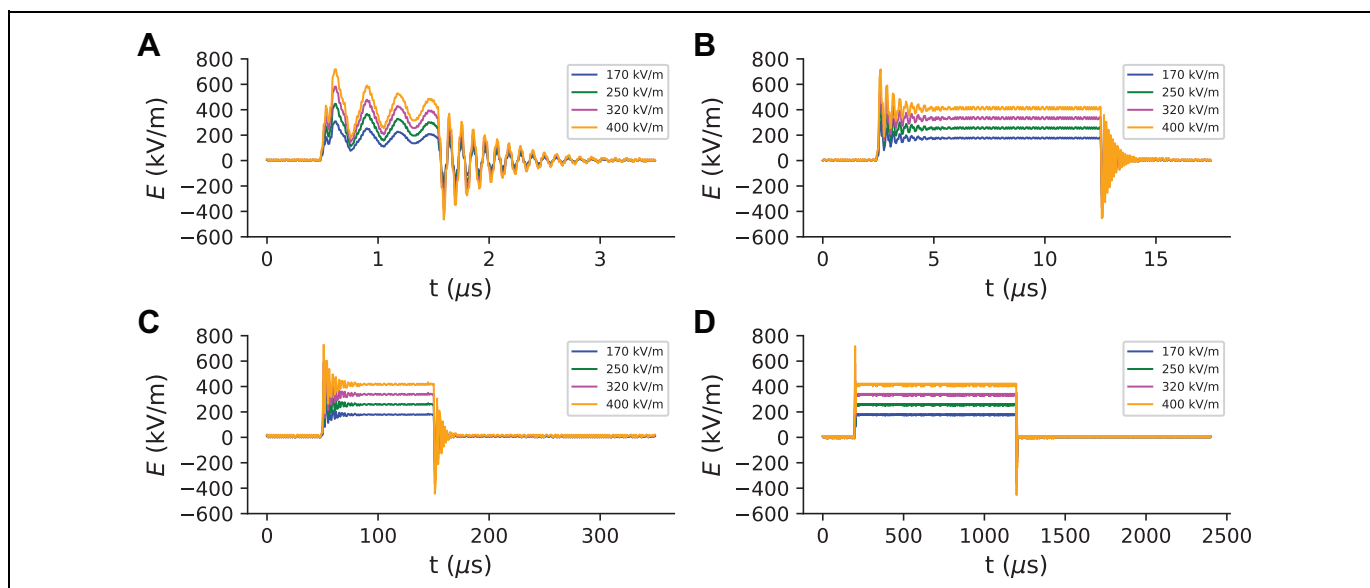 A
800
600
400
200
0
−200
−400
−600
E (kV/m)
0
1
2
3
t (μs)
170 kV/m
250 kV/m
320 kV/m
400 kV/m
B
800
600
400
200
0
−200
−400
−600
E (kV/m)
0
5
10
15
t (μs)
170 kV/m
250 kV/m
320 kV/m
400 kV/m
C
800
600
400
200
0
−200
−400
−600
E (kV/m)
0
100
200
300
t (μs)
170 kV/m
250 kV/m
320 kV/m
400 kV/m
D
800
600
400
200
0
−200
−400
−600
E (kV/m)
0
500
1000
1500
2000
2500
t (μs)
170 kV/m
250 kV/m
320 kV/m
400 kV/m